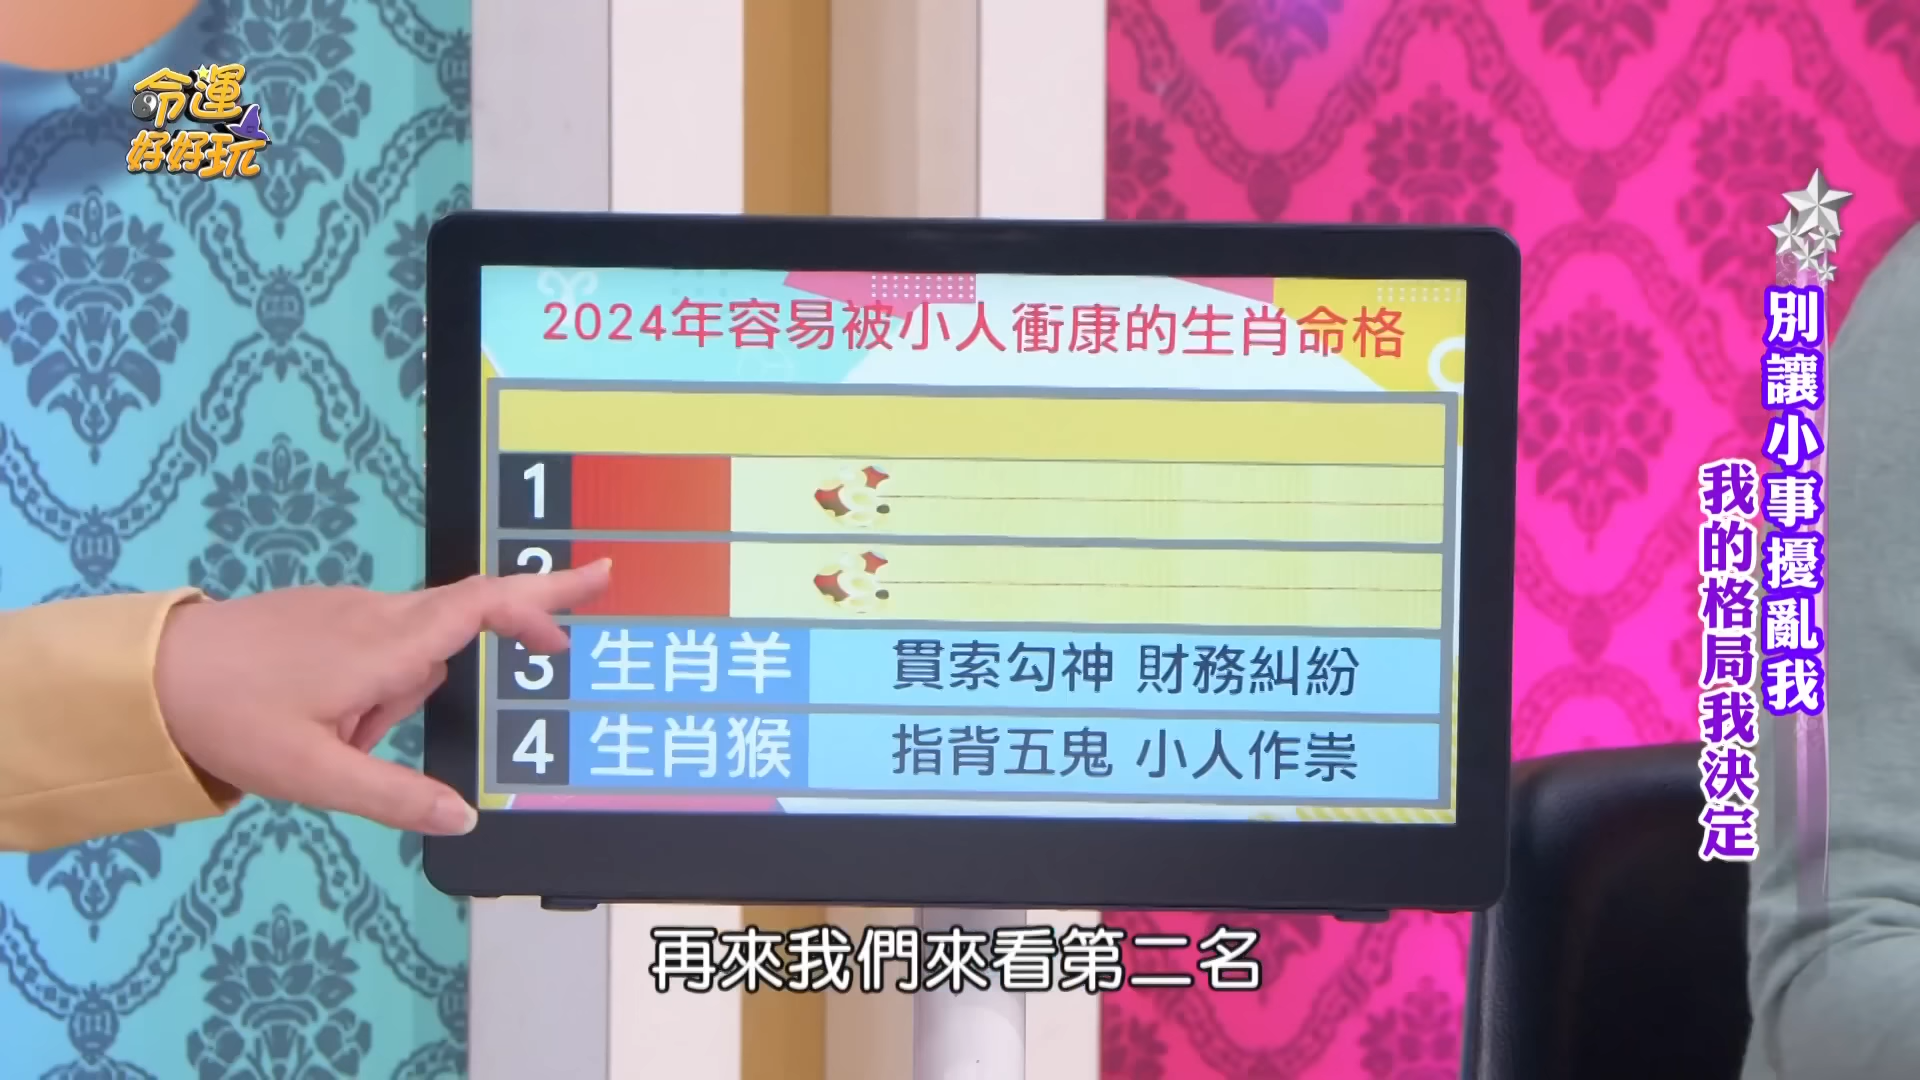 命運
好好玩
2024年容易被小人衝康的生肖命格
1
2
3 生肖羊 貫索勾神 財務糾紛
4 生肖猴 指背五鬼 小人作祟
別讓小事擾亂我
我的格局我決定
再來我們來看第二名